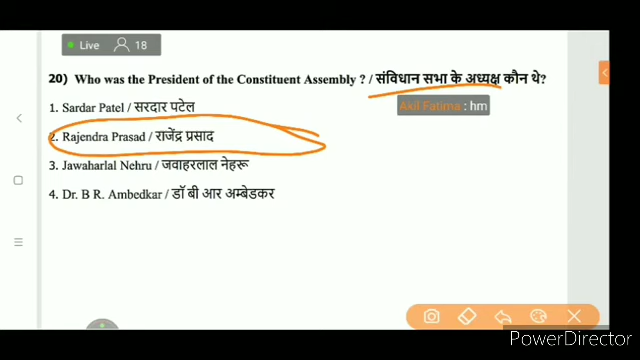 Live 18
20) Who was the President of the Constituent Assembly ? / संविधान सभा के अध्यक्ष कौन थे?
Akil Fatima : hm
1. Sardar Patel / सरदार पटेल
2. Rajendra Prasad / राजेंद्र प्रसाद
3. Jawaharlal Nehru / जवाहरलाल नेहरू
4. Dr. B R. Ambedkar / डॉ बी आर अम्बेडकर
PowerDirector